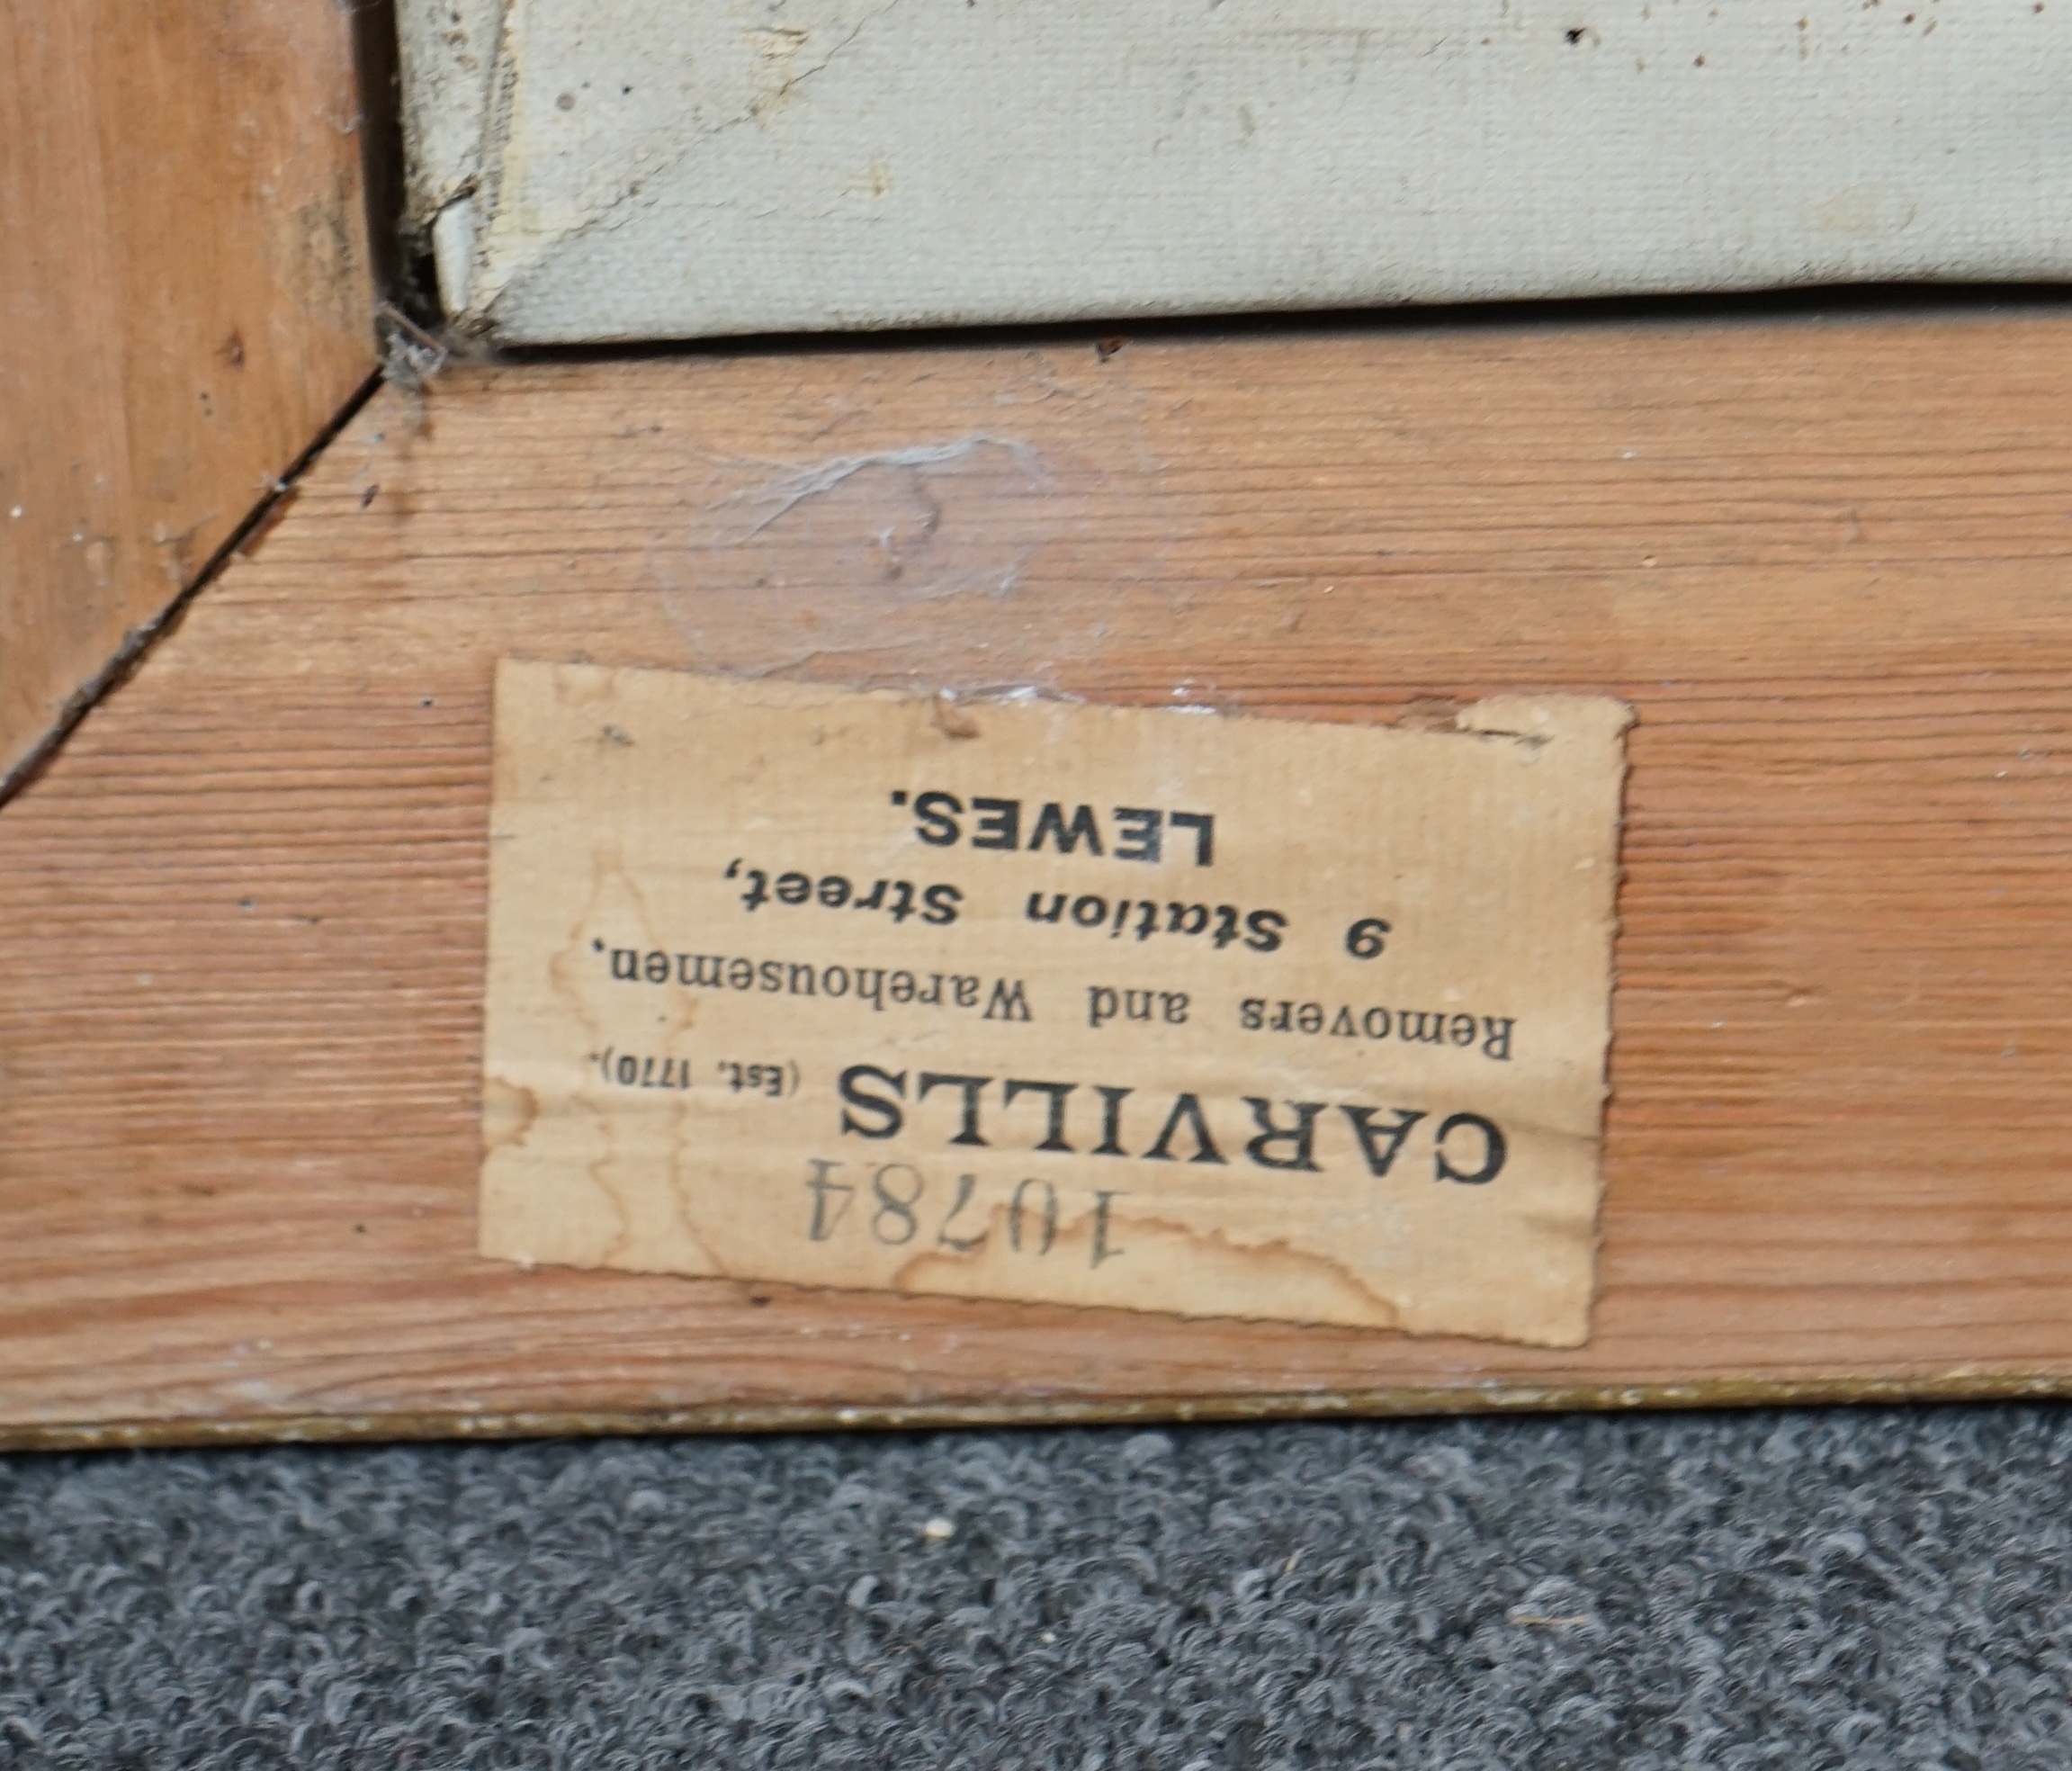 10784
CARVILLS (Est. 1770).
Removers and Warehousemen,
9 Station Street,
LEWES.